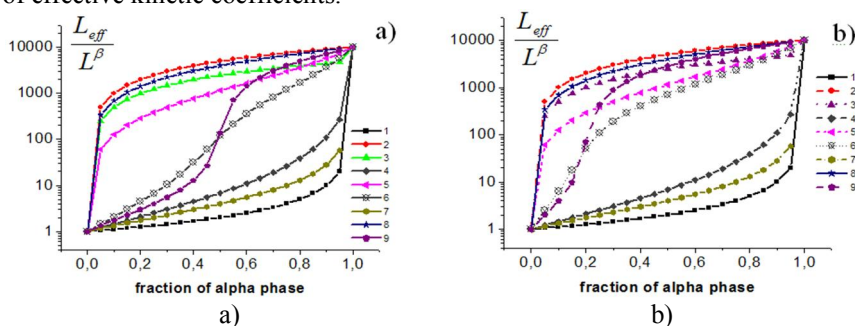 of effective kinetic coefficients.
L_eff / L^β
a)
10000
1000
100
10
1
0,0 0,2 0,4 0,6 0,8 1,0
fraction of alpha phase
1
2
3
4
5
6
7
8
9
a)
L_eff / L^β
b)
10000
1000
100
10
1
0,0 0,2 0,4 0,6 0,8 1,0
fraction of alpha phase
1
2
3
4
5
6
7
8
9
b)